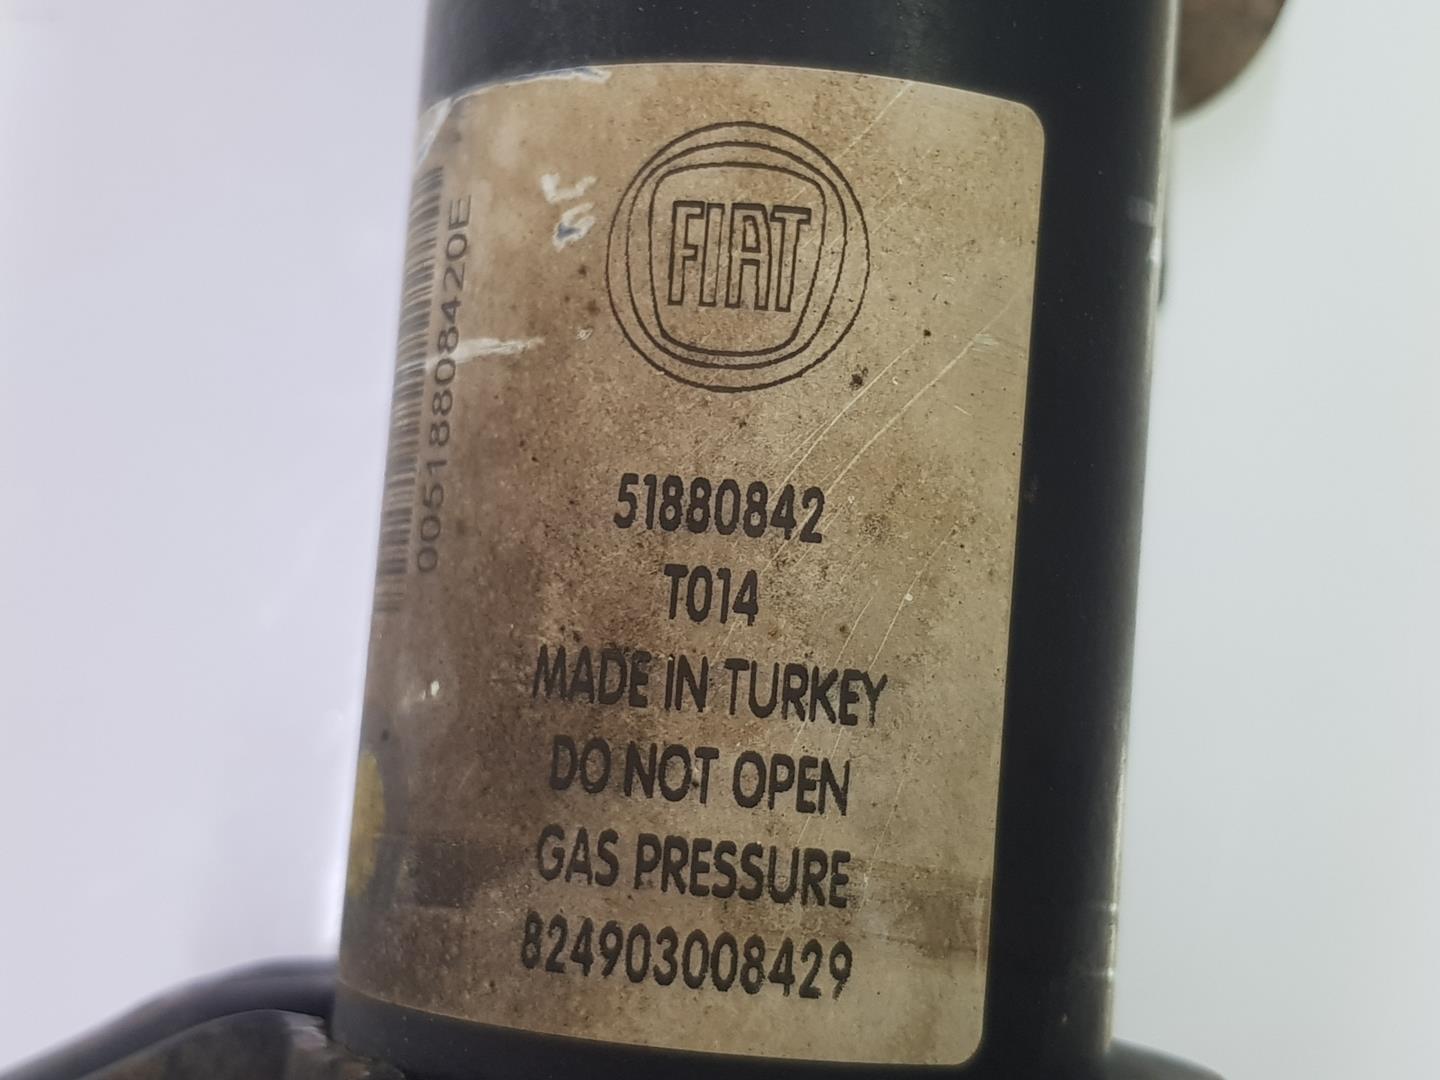 FIAT
51880842
T014
MADE IN TURKEY
DO NOT OPEN
GAS PRESSURE
824903008429
00518808420E